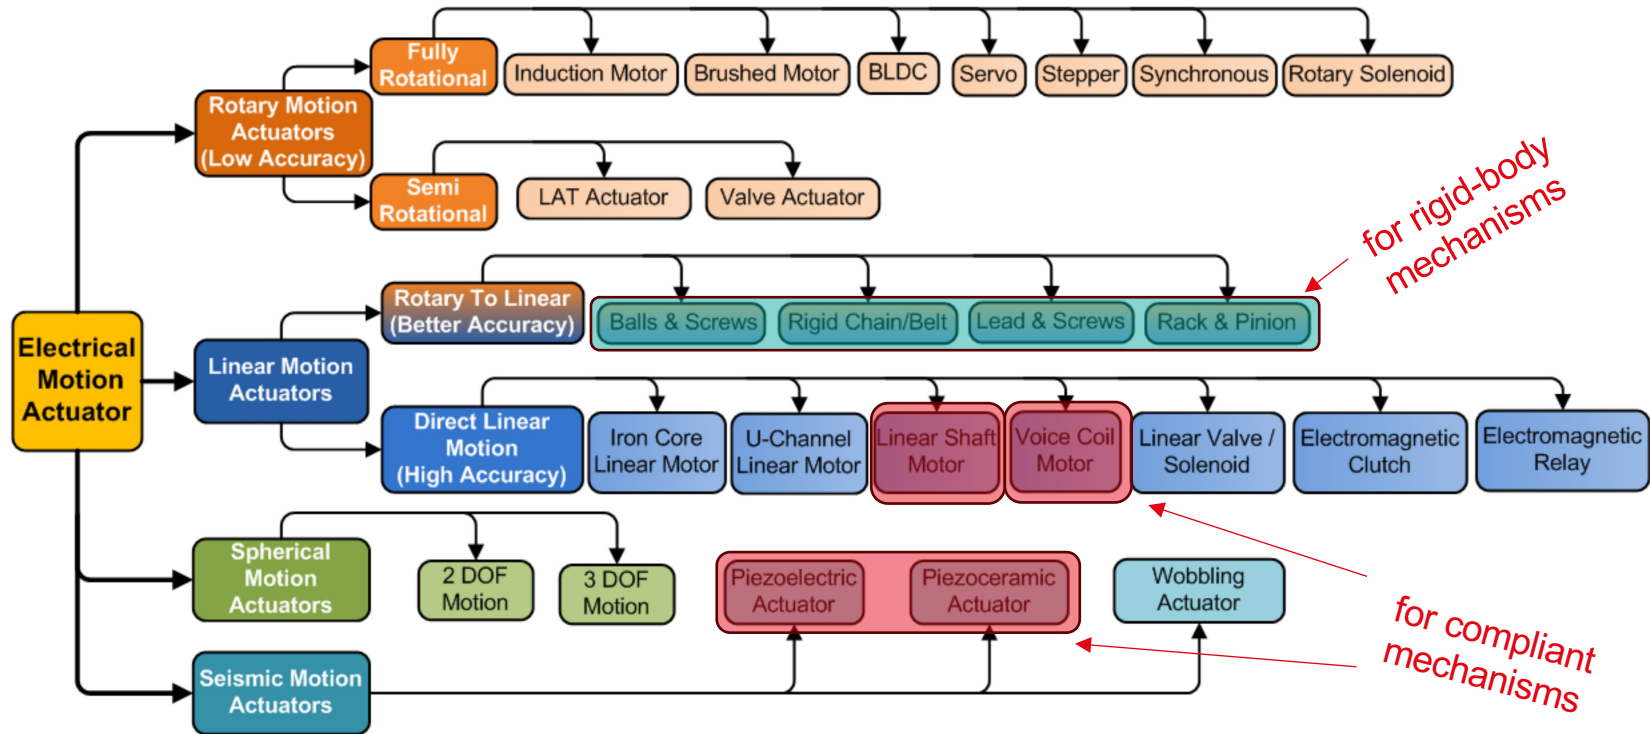 Fully
Rotational
Induction Motor
Brushed Motor
BLDC
Servo
Stepper
Synchronous
Rotary Solenoid
Rotary Motion
Actuators
(Low Accuracy)
Semi
Rotational
LAT Actuator
Valve Actuator
for rigid-body
mechanisms
Rotary To Linear
(Better Accuracy)
Balls & Screws
Rigid Chain/Belt
Lead & Screws
Rack & Pinion
Electrical
Motion
Actuator
Linear Motion
Actuators
Direct Linear
Motion
(High Accuracy)
Iron Core
Linear Motor
U-Channel
Linear Motor
Linear Shaft
Motor
Voice Coil
Motor
Linear Valve /
Solenoid
Electromagnetic
Clutch
Electromagnetic
Relay
Spherical
Motion
Actuators
2 DOF
Motion
3 DOF
Motion
Piezoelectric
Actuator
Piezoceramic
Actuator
Wobbling
Actuator
for compliant
mechanisms
Seismic Motion
Actuators